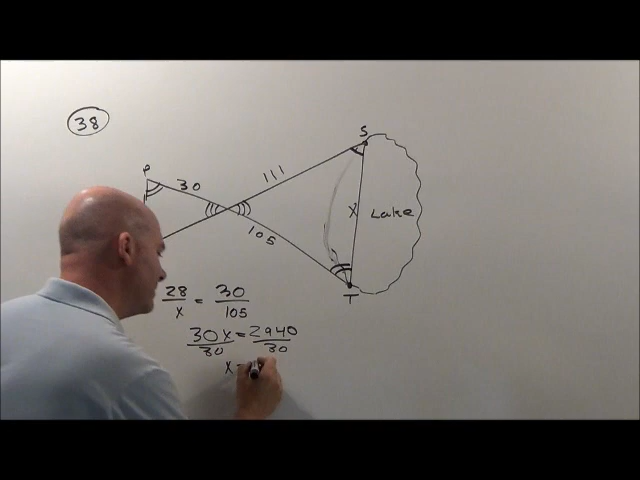 38
S
P
30
111
X
Lake
105
T
28/x = 30/105
30x/30 = 2940/30
x =